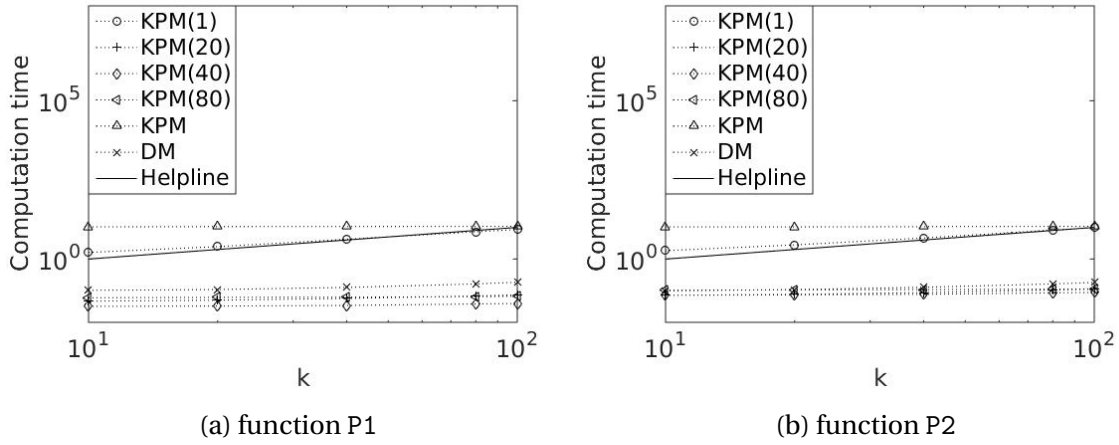 Computation time
10^5
10^0
KPM(1)
KPM(20)
KPM(40)
KPM(80)
KPM
DM
Helpline
10^1
10^2
k
(a) function P1
Computation time
10^5
10^0
KPM(1)
KPM(20)
KPM(40)
KPM(80)
KPM
DM
Helpline
10^1
10^2
k
(b) function P2